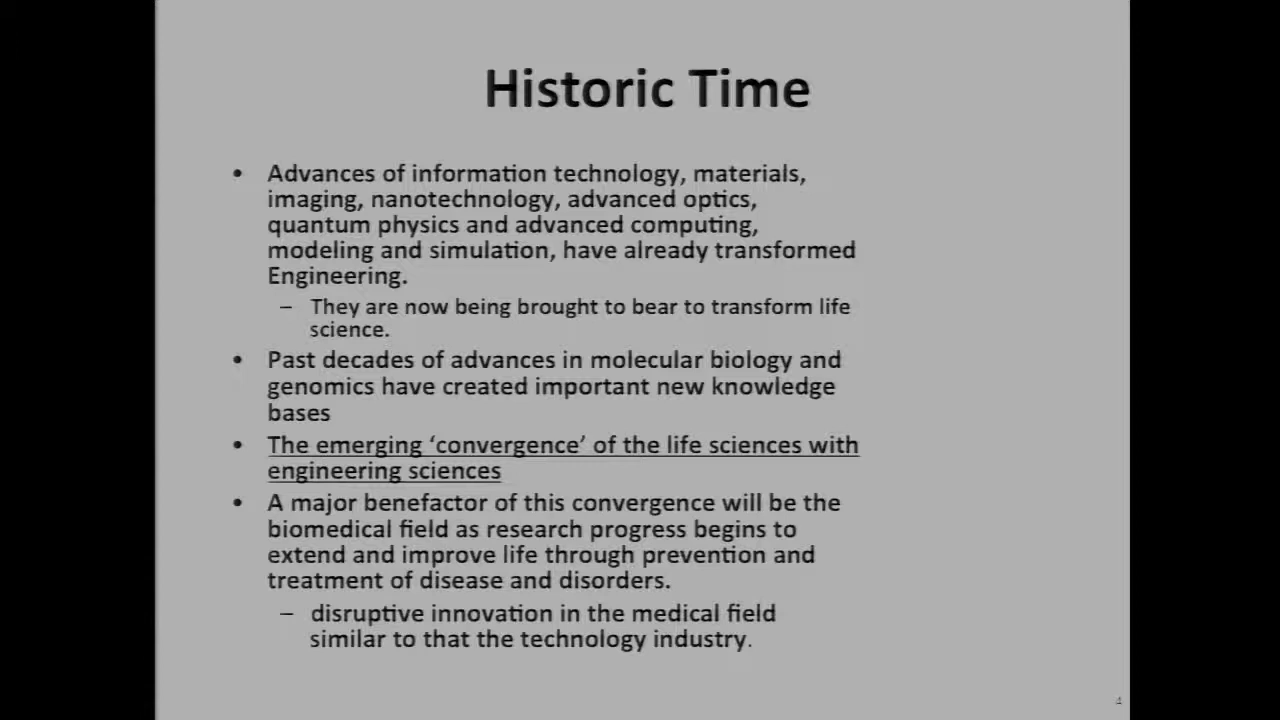 Historic Time
• Advances of information technology, materials,
imaging, nanotechnology, advanced optics,
quantum physics and advanced computing,
modeling and simulation, have already transformed
Engineering.
– They are now being brought to bear to transform life
science.
• Past decades of advances in molecular biology and
genomics have created important new knowledge
bases
• The emerging ‘convergence’ of the life sciences with
engineering sciences
• A major benefactor of this convergence will be the
biomedical field as research progress begins to
extend and improve life through prevention and
treatment of disease and disorders.
– disruptive innovation in the medical field
similar to that the technology industry.
4